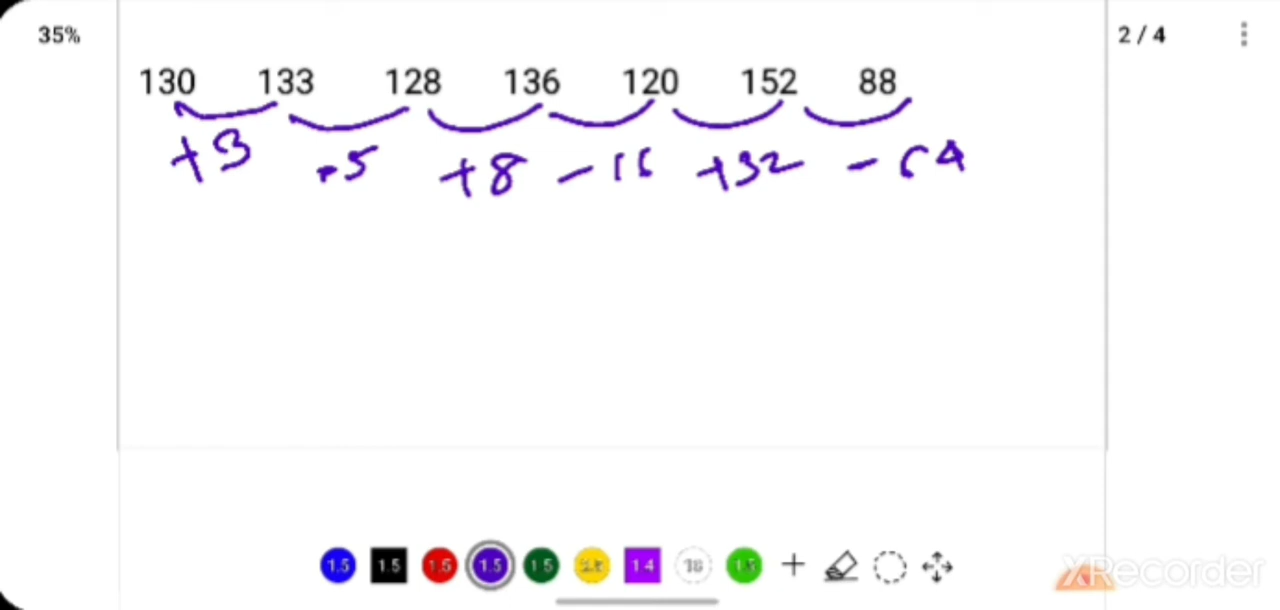 35% 2 / 4
130 133 128 136 120 152 88
+3 -5 +8 -16 +32 -64
1.5 1.5 1.5 1.5 1.5 1.4 18
XRecorder